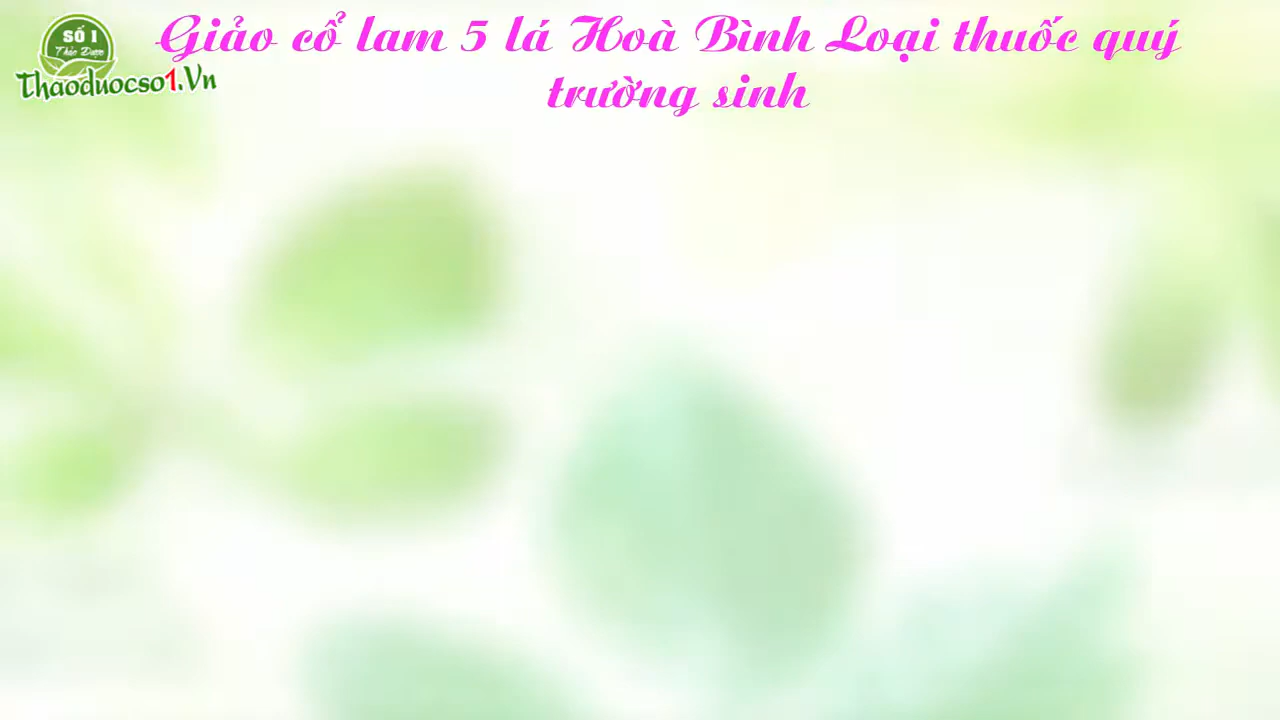 SỐ 1
Thảo Dược
Thaoduocso1.Vn
Giảo cổ lam 5 lá Hoà Bình Loại thuốc quý
trường sinh